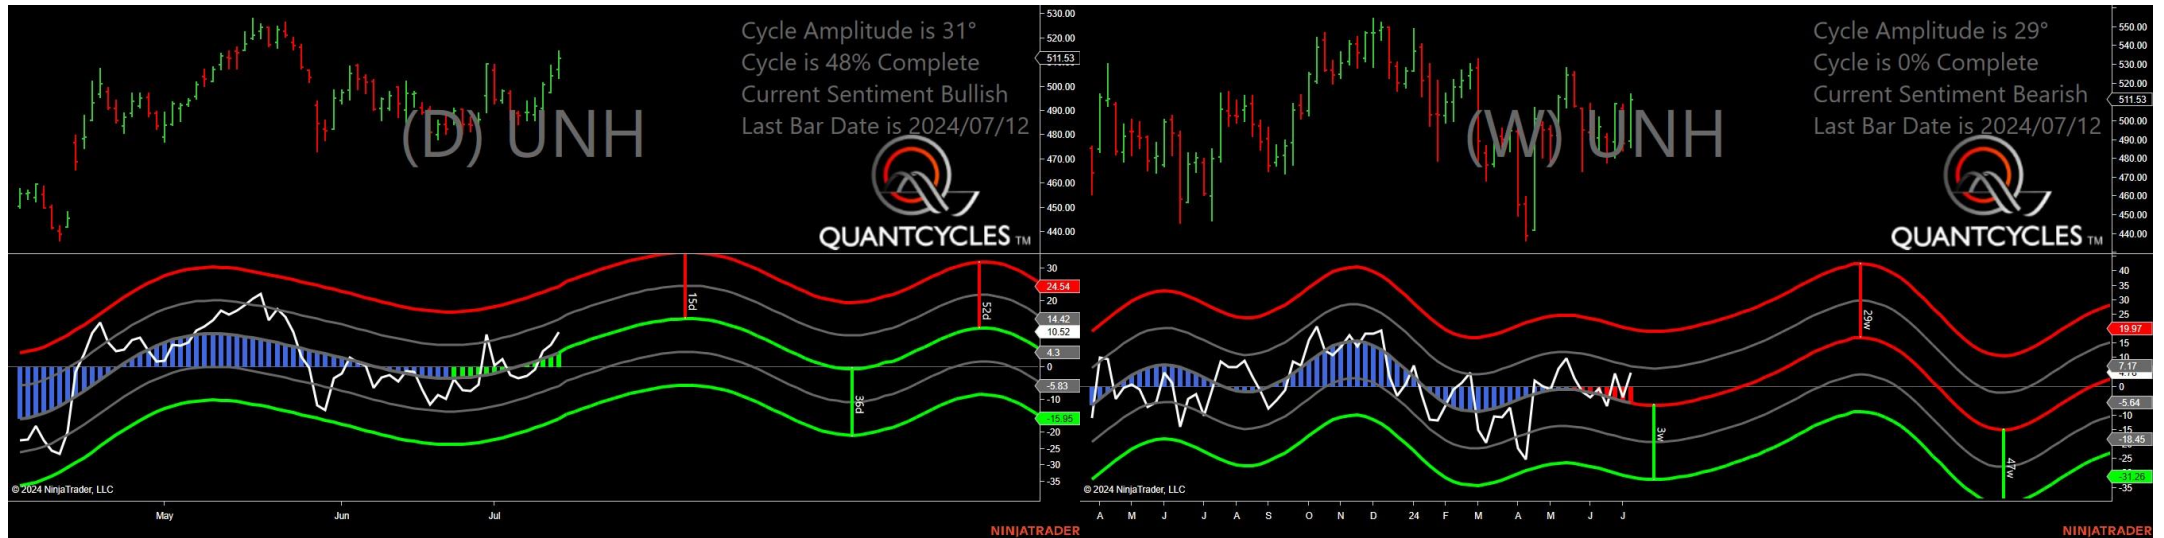 Cycle Amplitude is 31°
Cycle is 48% Complete
Current Sentiment Bullish
Last Bar Date is 2024/07/12
(D) UNH
QUANTCYCLES TM
530.00
520.00
511.53
500.00
490.00
480.00
470.00
460.00
450.00
440.00
15d
52d
36d
30
24.54
20
14.42
10.52
4.3
0
-5.83
-10
-15.95
-20
-25
-30
-35
© 2024 NinjaTrader, LLC
May Jun Jul
NINJATRADER
Cycle Amplitude is 29°
Cycle is 0% Complete
Current Sentiment Bearish
Last Bar Date is 2024/07/12
(W) UNH
QUANTCYCLES TM
550.00
540.00
530.00
520.00
511.53
500.00
490.00
480.00
470.00
460.00
450.00
440.00
29w
3w
47w
40
35
30
25
19.97
15
10
7.17
0
-5.64
-10
-15
-18.45
-25
-31.26
-35
© 2024 NinjaTrader, LLC
A M J J A S O N D 24 F M A M J J
NINJATRADER